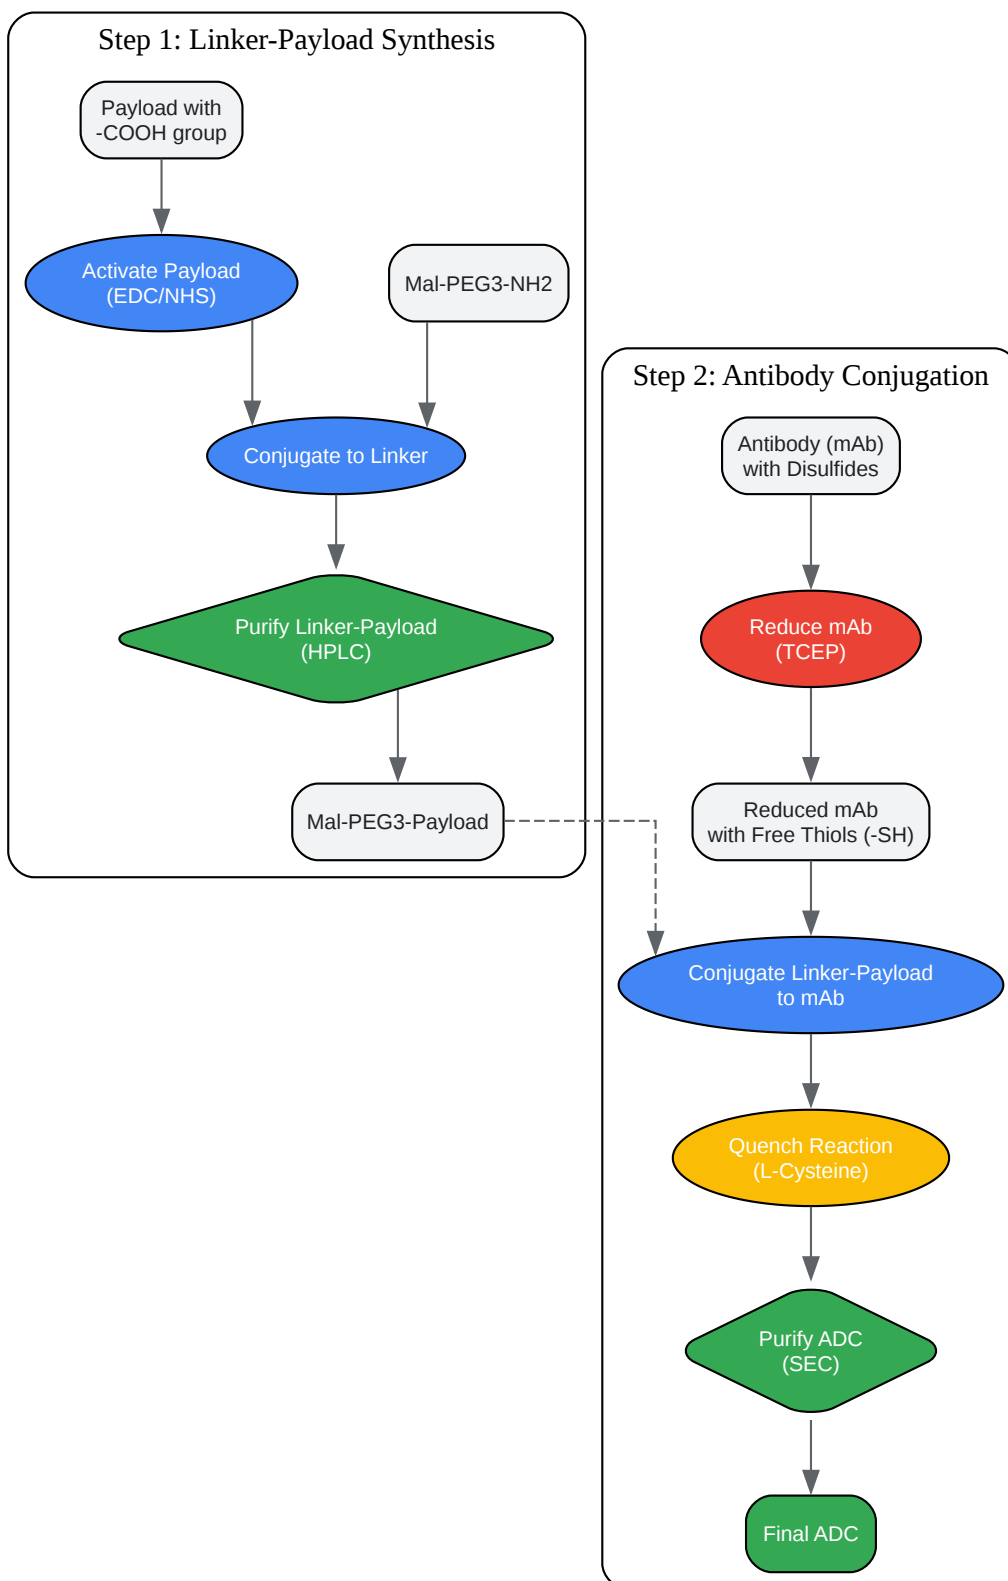 Step 1: Linker-Payload Synthesis
Payload with
-COOH group
Activate Payload
(EDC/NHS)
Mal-PEG3-NH2
Conjugate to Linker
Purify Linker-Payload
(HPLC)
Mal-PEG3-Payload
Step 2: Antibody Conjugation
Antibody (mAb)
with Disulfides
Reduce mAb
(TCEP)
Reduced mAb
with Free Thiols (-SH)
Conjugate Linker-Payload
to mAb
Quench Reaction
(L-Cysteine)
Purify ADC
(SEC)
Final ADC